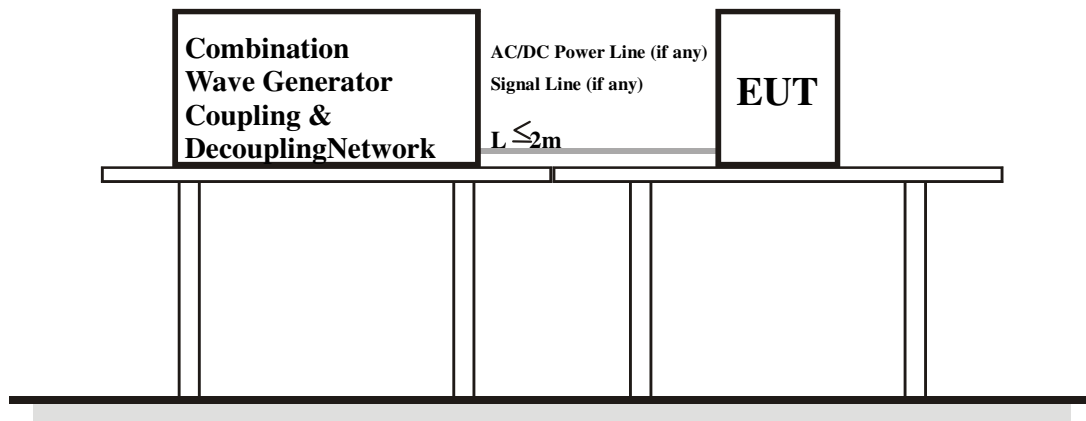 Combination
Wave Generator
Coupling &
DecouplingNetwork
AC/DC Power Line (if any)
Signal Line (if any)
L ≤2m
EUT